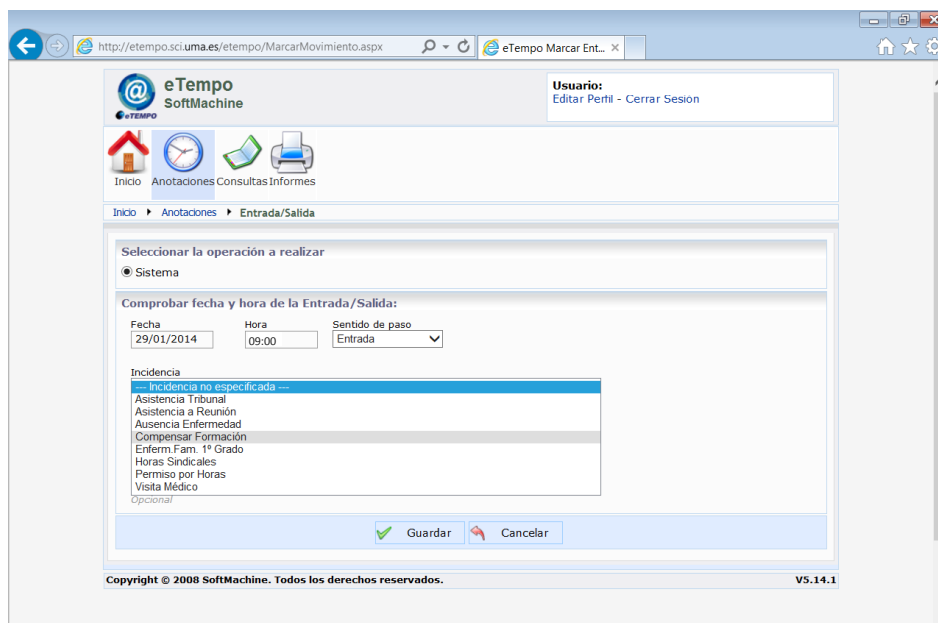 http://etempo.sci.uma.es/etempo/MarcarMovimiento.aspx
eTempo Marcar Ent...
eTempo
SoftMachine
eTEMPO
Usuario:
Editar Perfil - Cerrar Sesion
Inicio Anotaciones Consultas Informes
Inicio Anotaciones Entrada/Salida
Seleccionar la operación a realizar
Sistema
Comprobar fecha y hora de la Entrada/Salida:
Fecha Hora Sentido de paso
29/01/2014 09:00 Entrada
Incidencia
--- Incidencia no especificada ---
Asistencia Tribunal
Asistencia a Reunión
Ausencia Enfermedad
Compensar Formación
Enferm.Fam. 1º Grado
Horas Sindicales
Permiso por Horas
Visita Médico
Opcional
Guardar Cancelar
Copyright © 2008 SoftMachine. Todos los derechos reservados. V5.14.1